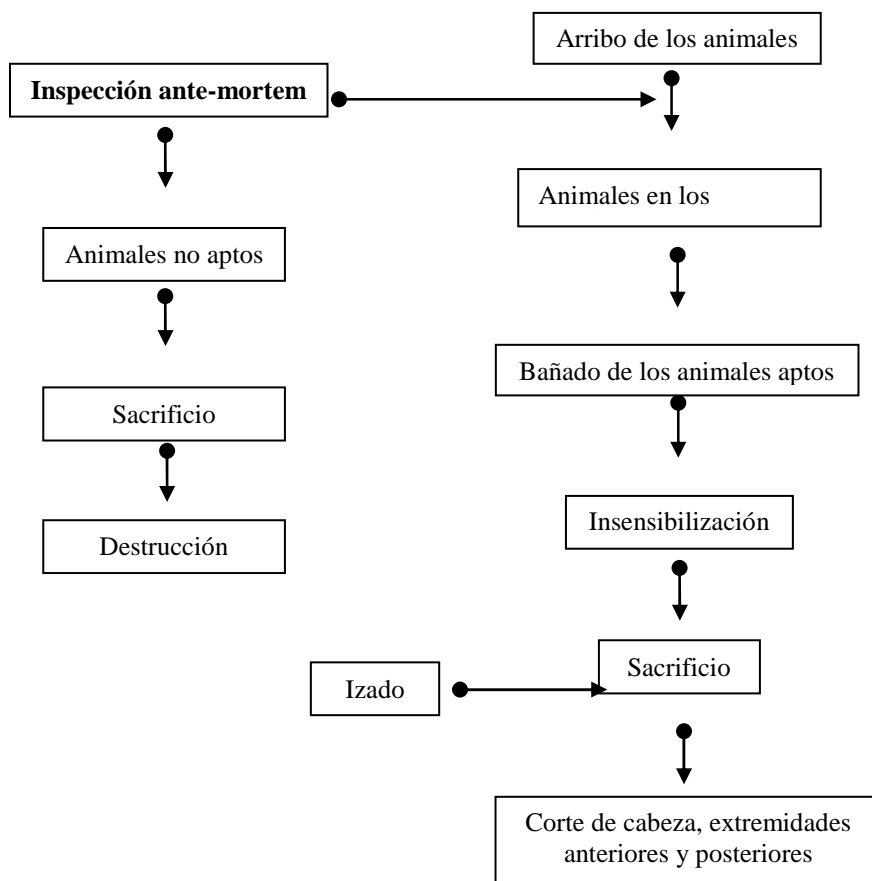 Arribo de los animales
Inspección ante-mortem
Animales en los
Animales no aptos
Bañado de los animales aptos
Sacrificio
Insensibilización
Destrucción
Sacrificio
Izado
Corte de cabeza, extremidades
anteriores y posteriores